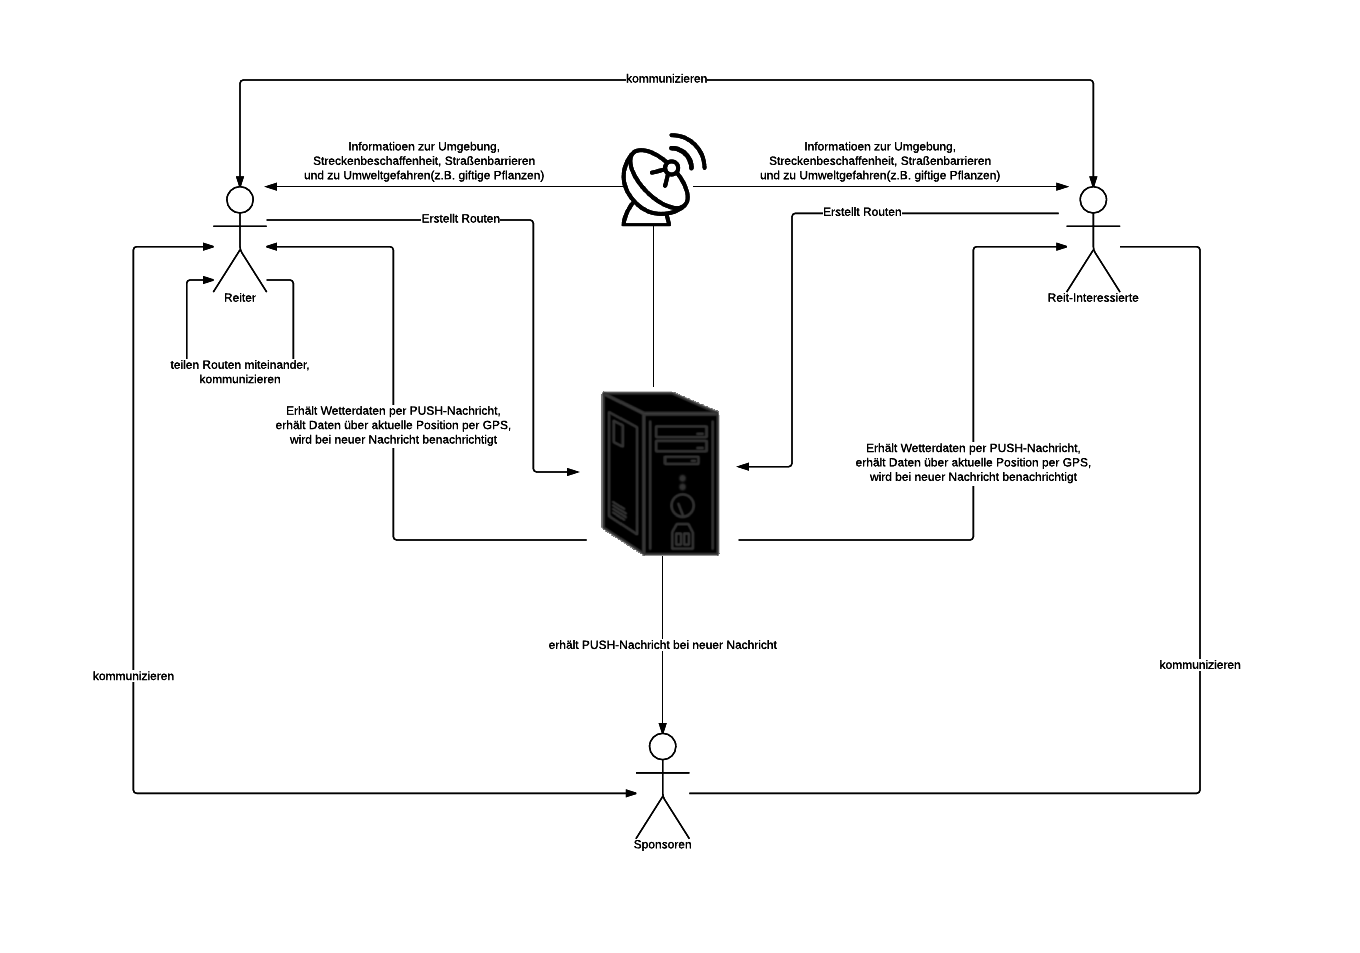 kommunizieren
Informatioen zur Umgebung,
Streckenbeschaffenheit, Straßenbarrieren
und zu Umweltgefahren(z.B. giftige Pflanzen)
Informatioen zur Umgebung,
Streckenbeschaffenheit, Straßenbarrieren
und zu Umweltgefahren(z.B. giftige Pflanzen)
Erstellt Routen
Erstellt Routen
Reiter
Reit-Interessierte
teilen Routen miteinander,
kommunizieren
Erhält Wetterdaten per PUSH-Nachricht,
erhält Daten über aktuelle Position per GPS,
wird bei neuer Nachricht benachrichtigt
Erhält Wetterdaten per PUSH-Nachricht,
erhält Daten über aktuelle Position per GPS,
wird bei neuer Nachricht benachrichtigt
erhält PUSH-Nachricht bei neuer Nachricht
kommunizieren
kommunizieren
Sponsoren